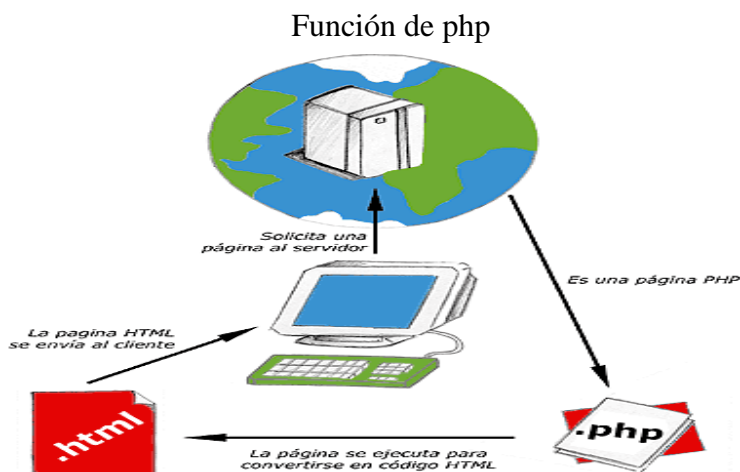 Función de php
Solicita una
página al servidor
Es una página PHP
La pagina HTML
se envía al cliente
.html
.php
La página se ejecuta para
convertirse en código HTML